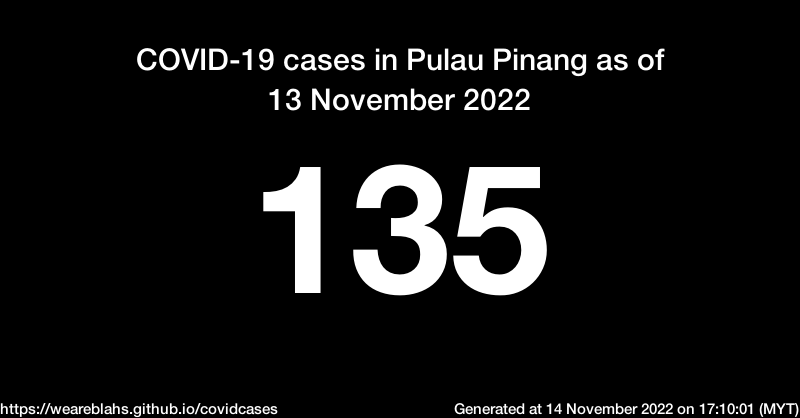 COVID-19 cases in Pulau Pinang as of
13 November 2022
135
https://weareblahs.github.io/covidcases
Generated at 14 November 2022 on 17:10:01 (MYT)